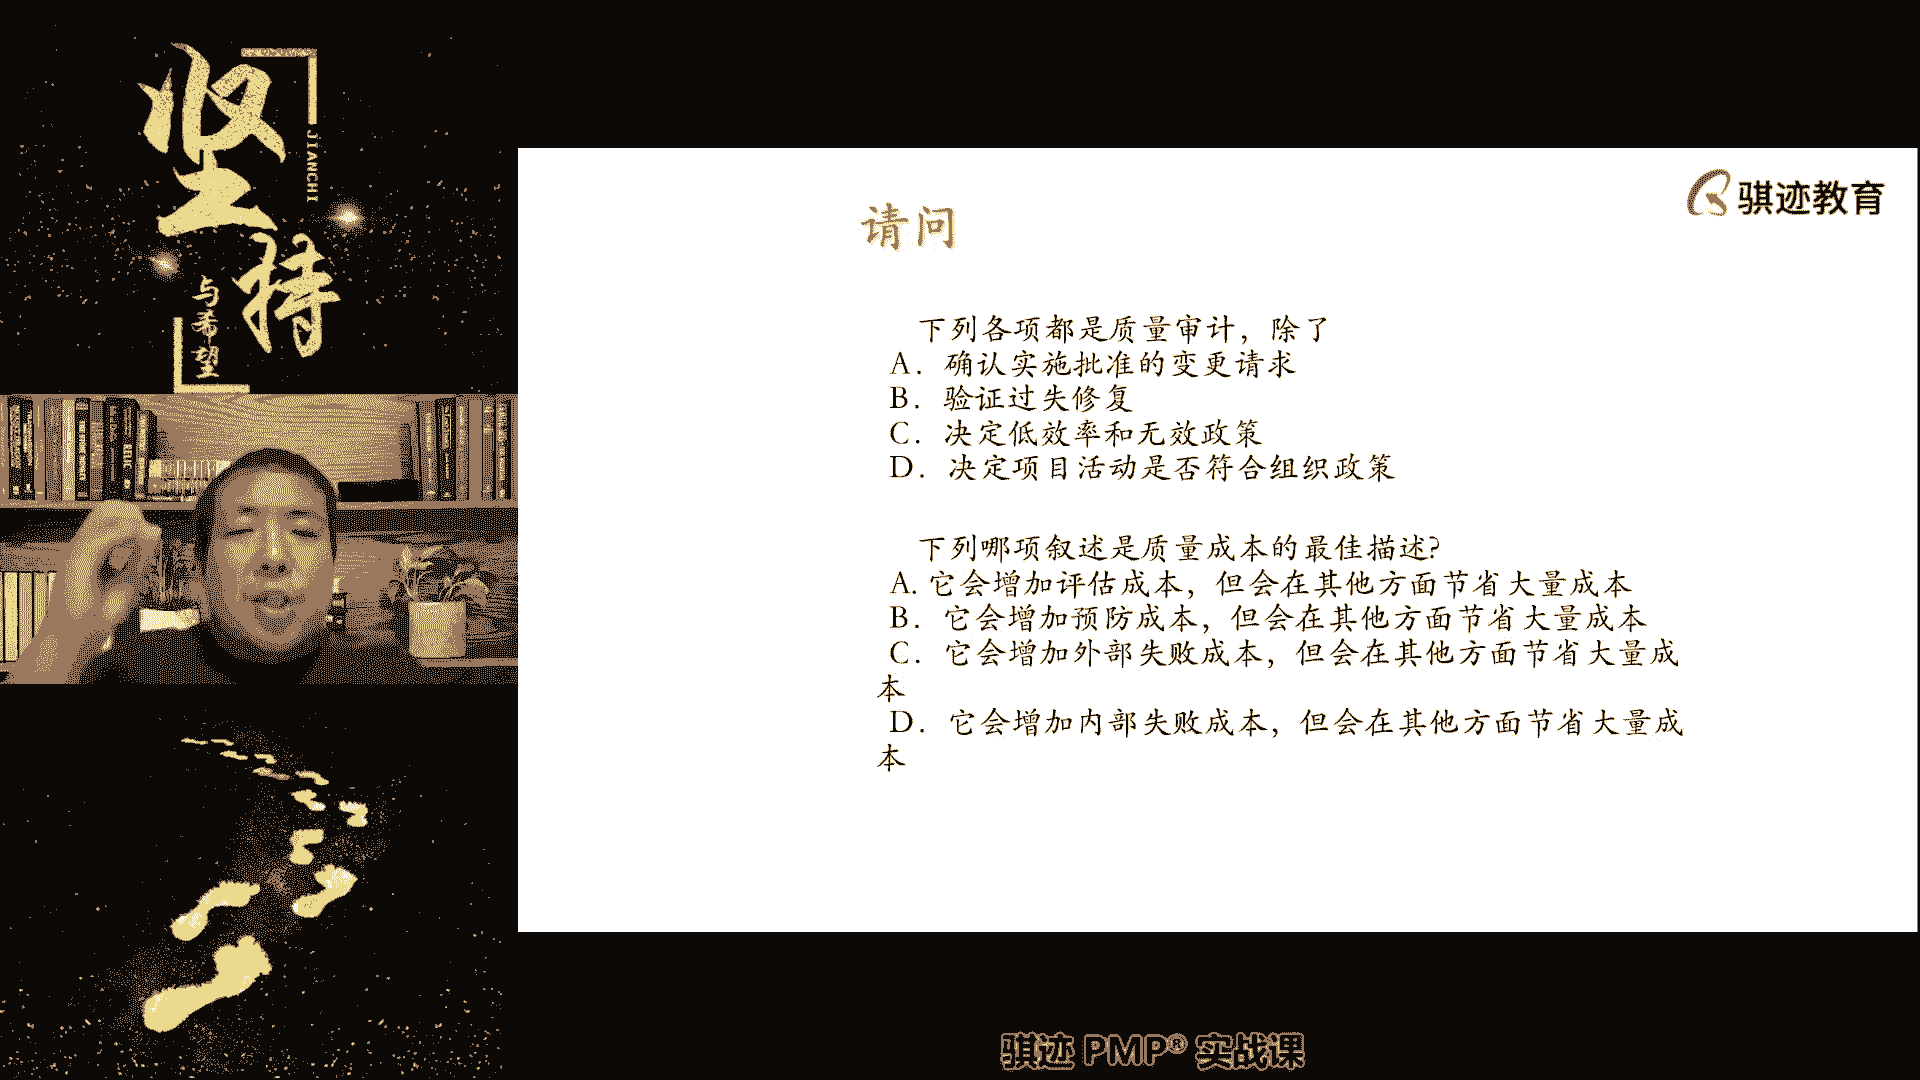 坚持
JIANCHI
与希望
骐迹教育
请问
下列各项都是质量审计，除了
A．确认实施批准的变更请求
B．验证过失修复
C．决定低效率和无效政策
D．决定项目活动是否符合组织政策
下列哪项叙述是质量成本的最佳描述?
A. 它会增加评估成本，但会在其他方面节省大量成本
B．它会增加预防成本，但会在其他方面节省大量成本
C．它会增加外部失败成本，但会在其他方面节省大量成
本
D．它会增加内部失败成本，但会在其他方面节省大量成
本
骐迹 PMP® 实战课